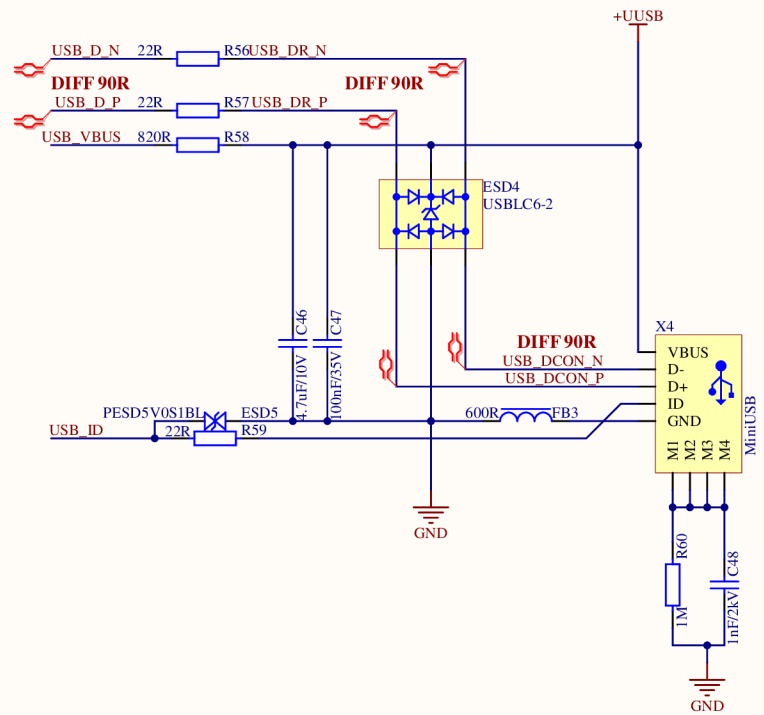 +UUSB
USB_D_N 22R R56 USB_DR_N
DIFF 90R DIFF 90R
USB_D_P 22R R57 USB_DR_P
USB_VBUS 820R R58
ESD4
USBLC6-2
C46
4.7uF/10V
C47
100nF/35V
DIFF 90R
USB_DCON_N
USB_DCON_P
X4
VBUS
D-
D+
ID
GND
M1 M2 M3 M4
MiniUSB
PESD5V0S1BL ESD5
600R FB3
USB_ID 22R R59
GND
R60
1M
C48
1nF/2kV
GND